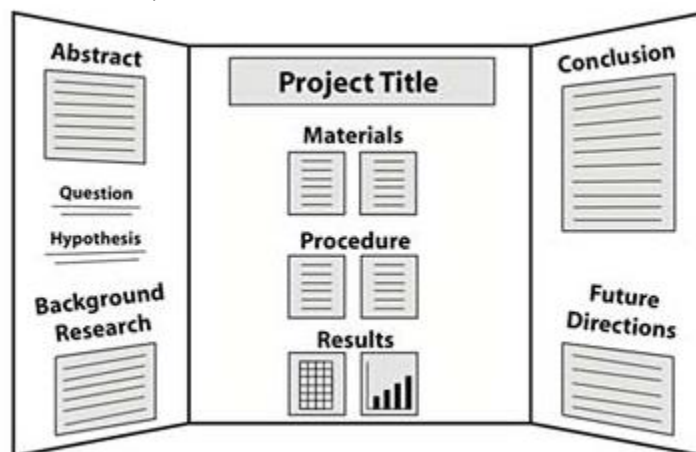 Abstract
Question
Hypothesis
Background
Research
Project Title
Materials
Procedure
Results
Conclusion
Future
Directions